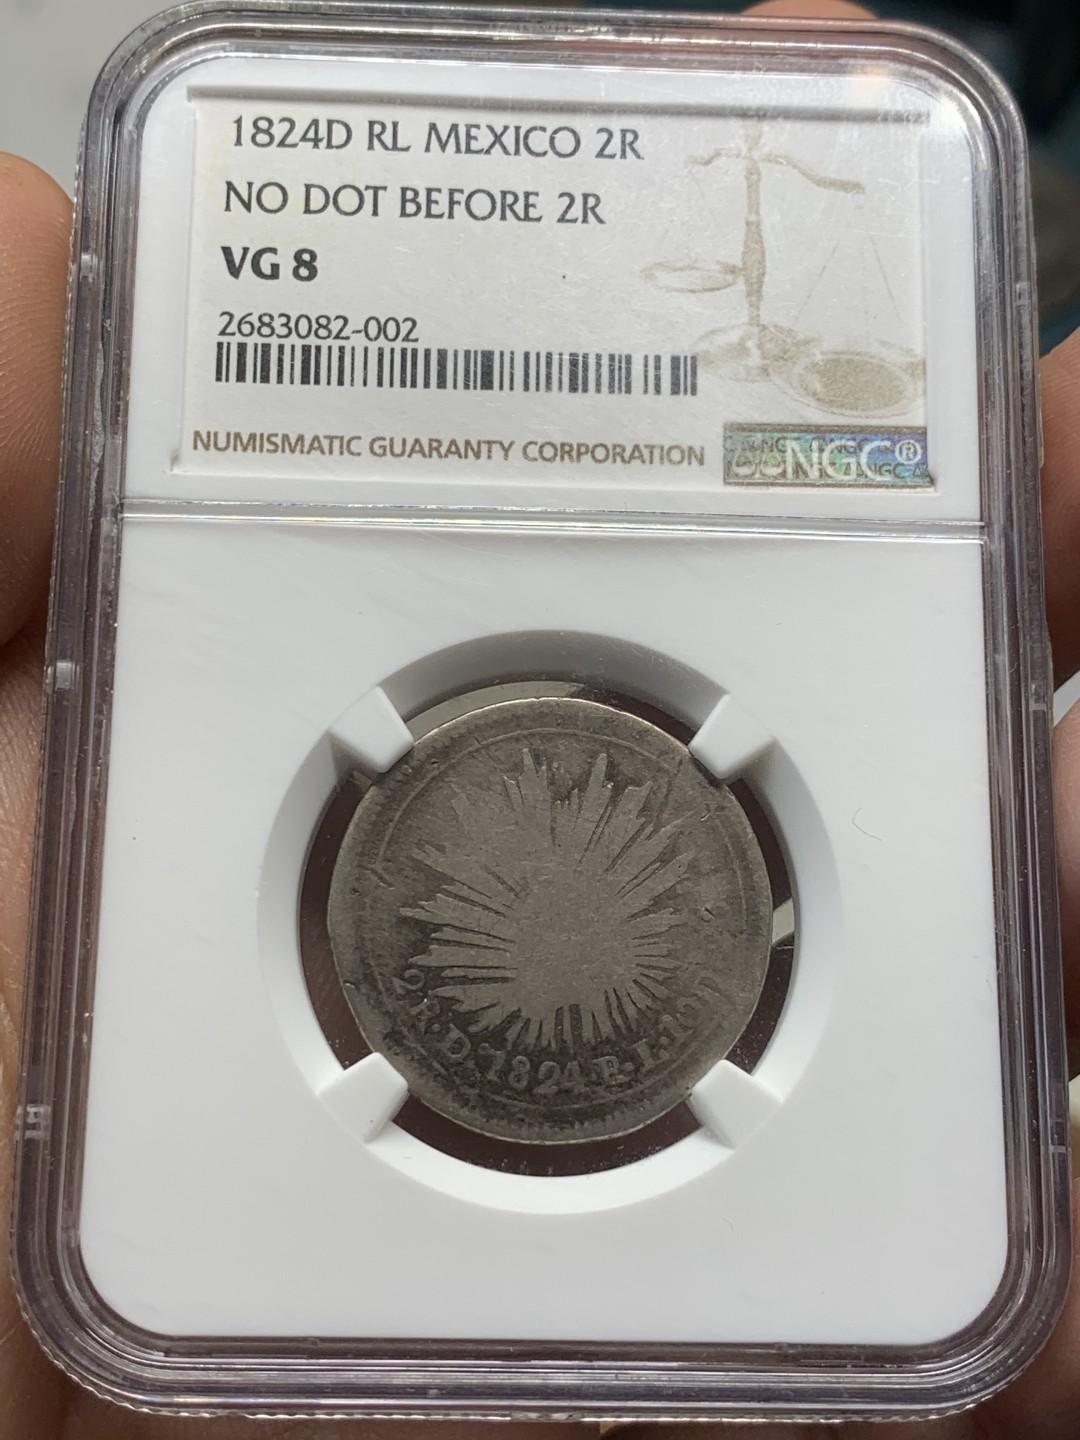 1824D RL MEXICO 2R
NO DOT BEFORE 2R
VG 8
2683082-002
NUMISMATIC GUARANTY CORPORATION
NGC®
2R.D.1824.R.L.